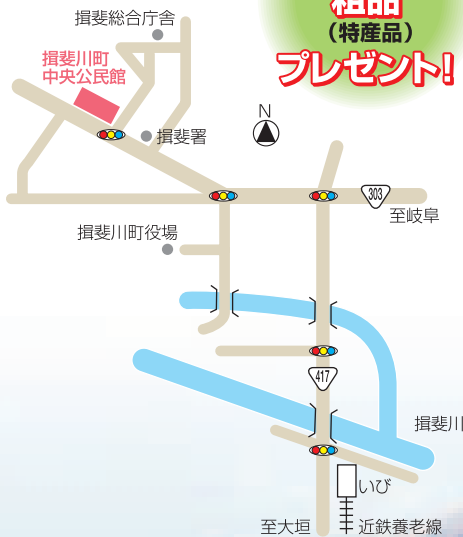 粗品
（特産品）
プレゼント！
揖斐総合庁舎
揖斐川町
中央公民館
N
揖斐署
303
至岐阜
揖斐川町役場
417
揖斐川
いび
至大垣
近鉄養老線